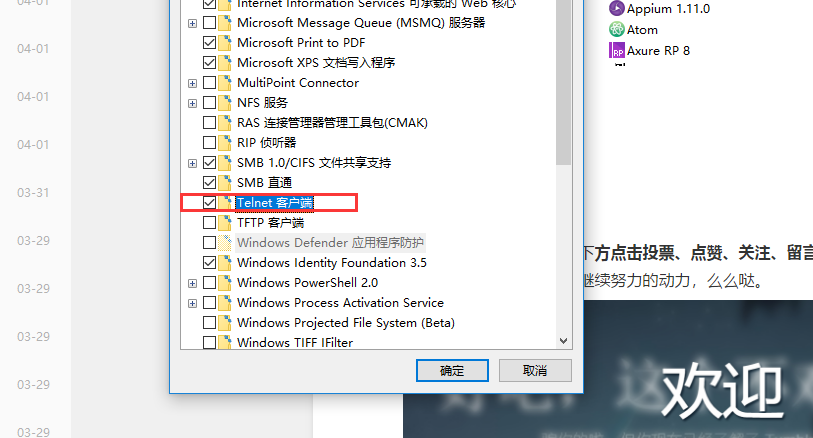 04-01
04-01
04-01
04-01
03-31
03-29
03-29
03-29
03-29
03-29
Internet Information Services 可承载的 Web 核心
Microsoft Message Queue (MSMQ) 服务器
Microsoft Print to PDF
Microsoft XPS 文档写入程序
MultiPoint Connector
NFS 服务
RAS 连接管理器管理工具包(CMAK)
RIP 侦听器
SMB 1.0/CIFS 文件共享支持
SMB 直通
Telnet 客户端
TFTP 客户端
Windows Defender 应用程序防护
Windows Identity Foundation 3.5
Windows PowerShell 2.0
Windows Process Activation Service
Windows Projected File System (Beta)
Windows TIFF IFilter
确定
取消
Appium 1.11.0
Atom
RP
Axure RP 8
下方点击投票、点赞、关注、留言
继续努力的动力，么么哒。
欢迎